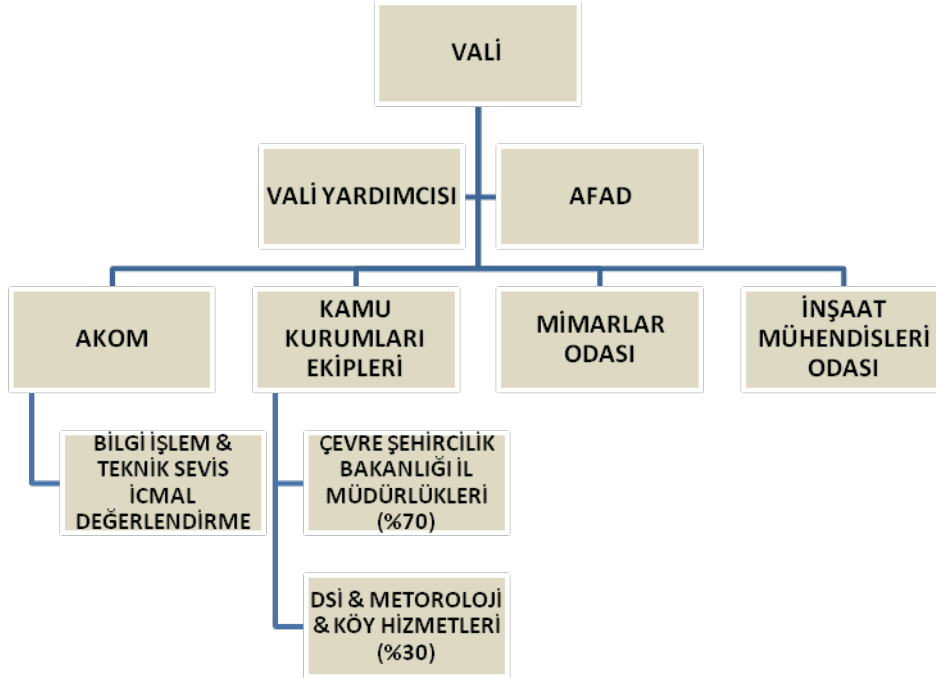 VALİ
VALİ YARDIMCISI
AFAD
AKOM
KAMU
KURUMLARI
EKİPLERİ
MİMARLAR
ODASI
İNŞAAT
MÜHENDİSLERİ
ODASI
BİLGİ İŞLEM &
TEKNİK SEVIS
İCMAL
DEĞERLENDİRME
ÇEVRE ŞEHİRCİLİK
BAKANLIĞI İL
MÜDÜRLÜKLERİ
(%70)
DSİ & METOROLOJİ
& KÖY HİZMETLERİ
(%30)